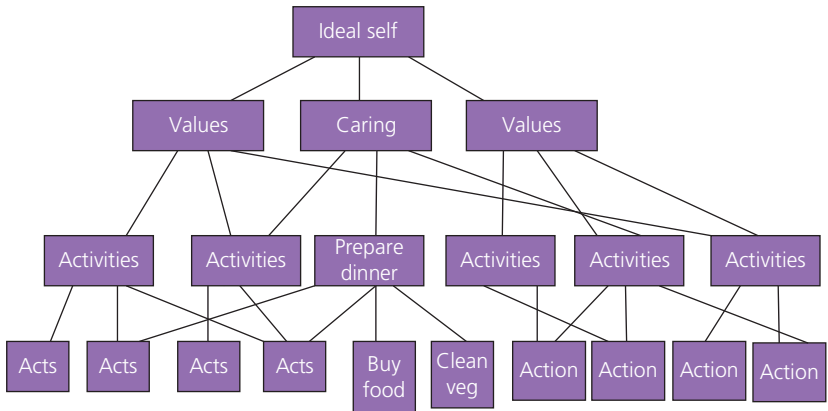 Ideal self
Values
Caring
Values
Activities
Activities
Prepare
dinner
Activities
Activities
Activities
Acts
Acts
Acts
Acts
Buy
food
Clean
veg
Action
Action
Action
Action